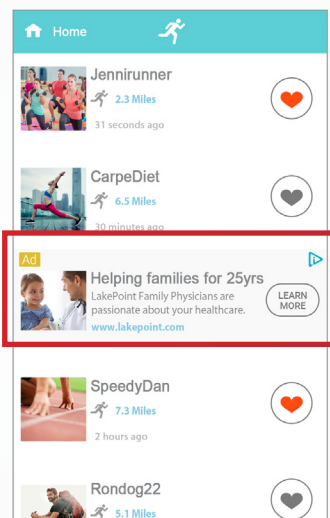 Home
Jennirunner
2.3 Miles
31 seconds ago
CarpeDiet
6.5 Miles
30 minutes ago
Ad
Helping families for 25yrs
LakePoint Family Physicians are
passionate about your healthcare.
www.lakepoint.com
LEARN
MORE
SpeedyDan
7.3 Miles
2 hours ago
Rondog22
5.1 Miles